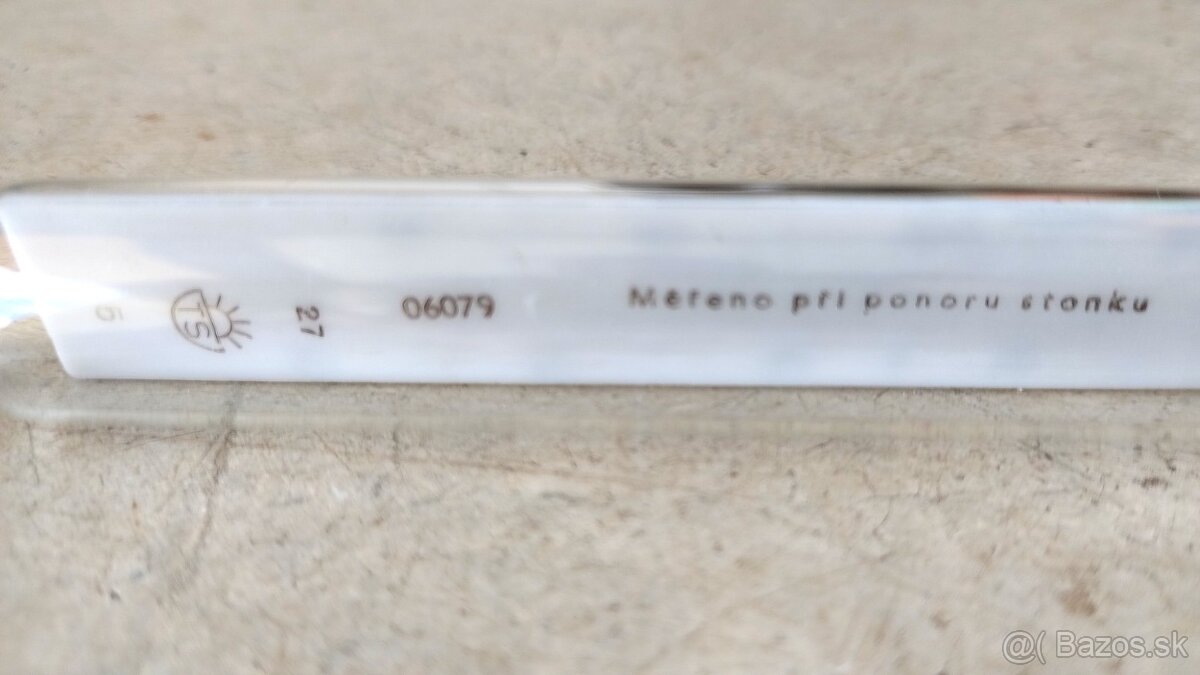 5
TS
27
06079
Měřeno při ponoru stonku
@( Bazos.sk